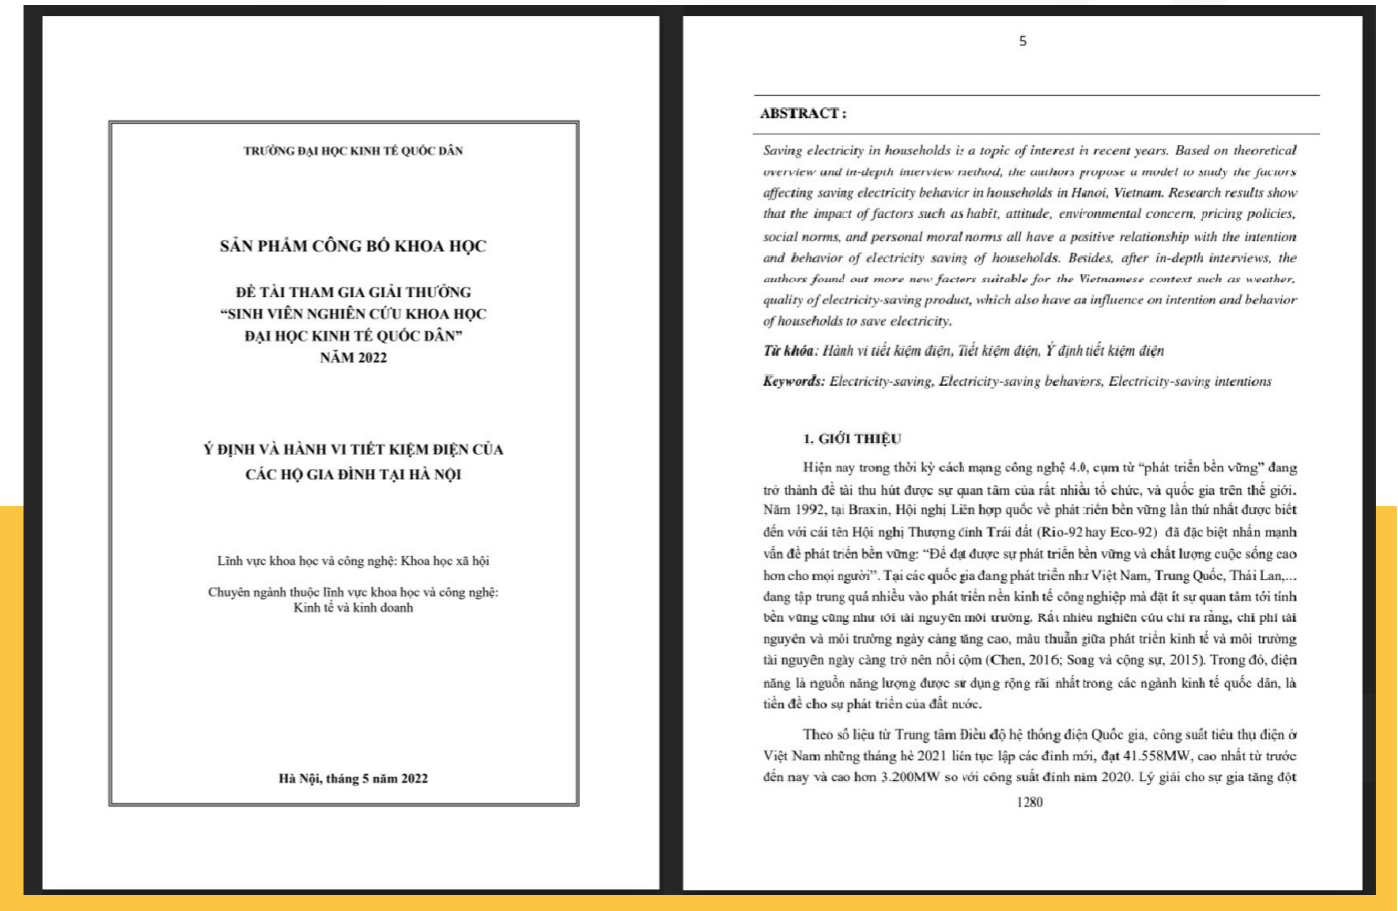 TRƯỜNG ĐẠI HỌC KINH TẾ QUỐC DÂN
SẢN PHẨM CÔNG BỐ KHOA HỌC
ĐỀ TÀI THAM GIA GIẢI THƯỞNG
“SINH VIÊN NGHIÊN CỨU KHOA HỌC
ĐẠI HỌC KINH TẾ QUỐC DÂN”
NĂM 2022
Ý ĐỊNH VÀ HÀNH VI TIẾT KIỆM ĐIỆN CỦA
CÁC HỘ GIA ĐÌNH TẠI HÀ NỘI
Lĩnh vực khoa học và công nghệ: Khoa học xã hội
Chuyên ngành thuộc lĩnh vực khoa học và công nghệ:
Kinh tế và kinh doanh
Hà Nội, tháng 5 năm 2022
5
ABSTRACT :
Saving electricity in households is a topic of interest in recent years. Based on theoretical
overview and in-depth interview method, the authors propose a model to study the factors
affecting saving electricity behavior in households in Hanoi, Vietnam. Research results show
that the impact of factors such as habit, attitude, environmental concern, pricing policies,
social norms, and personal moral norms all have a positive relationship with the intention
and behavior of electricity saving of households. Besides, after in-depth interviews, the
authors found out more new factors suitable for the Vietnamese context such as weather,
quality of electricity-saving product, which also have an influence on intention and behavior
of households to save electricity.
Từ khóa: Hành vi tiết kiệm điện, Tiết kiệm điện, Ý định tiết kiệm điện
Keywords: Electricity-saving, Electricity-saving behaviors, Electricity-saving intentions
1. GIỚI THIỆU
Hiện nay trong thời kỳ cách mạng công nghệ 4.0, cụm từ “phát triển bền vững” đang
trở thành đề tài thu hút được sự quan tâm của rất nhiều tổ chức, và quốc gia trên thế giới.
Năm 1992, tại Braxin, Hội nghị Liên hợp quốc về phát triển bền vững lần thứ nhất được biết
đến với cái tên Hội nghị Thượng đỉnh Trái đất (Rio-92 hay Eco-92) đã đặc biệt nhấn mạnh
vấn đề phát triển bền vững: “Để đạt được sự phát triển bền vững và chất lượng cuộc sống cao
hơn cho mọi người”. Tại các quốc gia đang phát triển như Việt Nam, Trung Quốc, Thái Lan,...
đang tập trung quá nhiều vào phát triển nền kinh tế công nghiệp mà đặt ít sự quan tâm tới tính
bền vững cũng như tới tài nguyên môi trường. Rất nhiều nghiên cứu chỉ ra rằng, chi phí tài
nguyên và môi trường ngày càng tăng cao, mâu thuẫn giữa phát triển kinh tế và môi trường
tài nguyên ngày càng trở nên nổi cộm (Chen, 2016; Song và cộng sự, 2015). Trong đó, điện
năng là nguồn năng lượng được sử dụng rộng rãi nhất trong các ngành kinh tế quốc dân, là
tiền đề cho sự phát triển của đất nước.
Theo số liệu từ Trung tâm Điều độ hệ thống điện Quốc gia, công suất tiêu thụ điện ở
Việt Nam những tháng hè 2021 liên tục lập các đỉnh mới, đạt 41.558MW, cao nhất từ trước
đến nay và cao hơn 3.200MW so với công suất đỉnh năm 2020. Lý giải cho sự gia tăng đột
1280